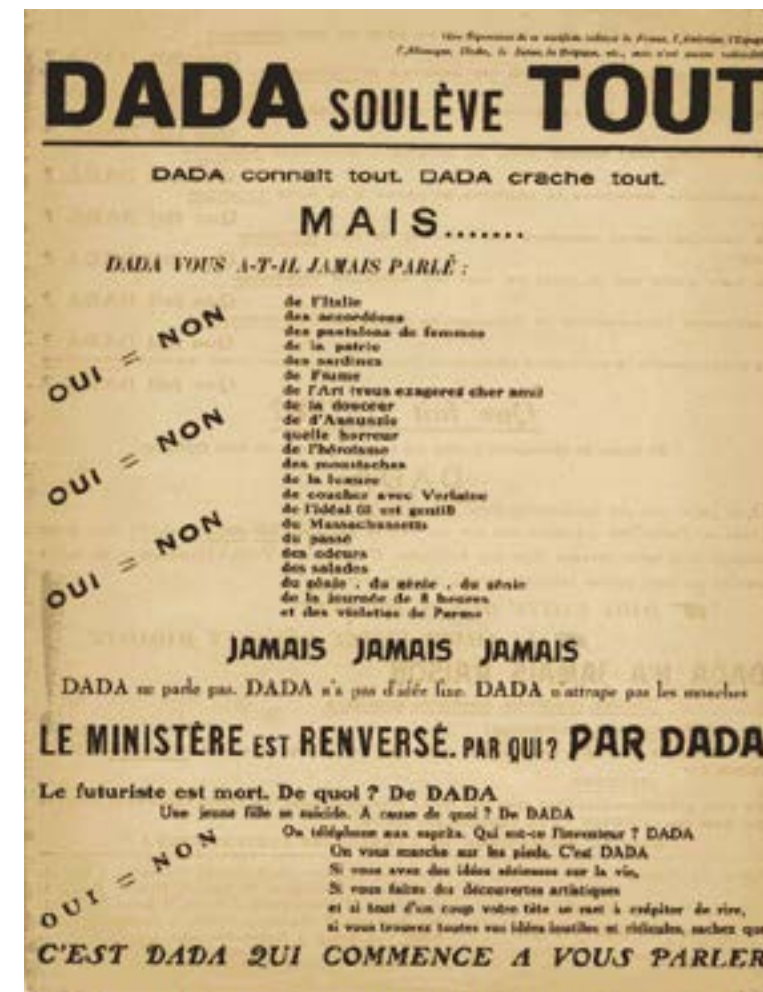 DADA SOULÈVE TOUT
DADA connaît tout. DADA crache tout.
MAIS.......
DADA VOUS A-T-IL JAMAIS PARLÉ :
de l'Italie
des accordéons
des pantalons de femmes
de la patrie
des sardines
de Fiume
de l'Art (vous exagerez cher ami)
de la douceur
de d'Annunzio
quelle horreur
de l'héroïsme
des moustaches
de la luxure
de coucher avec Verlaine
de l'idéal (il est gentil)
du Massachussetts
du passé
des odeurs
des salades
du génie . du génie . du génie
de la journée de 8 heures
et des violettes de Parme
OUI = NON
OUI = NON
OUI = NON
JAMAIS JAMAIS JAMAIS
DADA ne parle pas. DADA n'a pas d'idée fixe. DADA n'attrape pas les mouches
LE MINISTÈRE EST RENVERSÉ. PAR QUI? PAR DADA
Le futuriste est mort. De quoi ? De DADA
Une jeune fille se suicide. A cause de quoi ? De DADA
On téléphone aux esprits. Qui est-ce l'inventeur ? DADA
On vous marche sur les pieds. C'est DADA
Si vous avez des idées sérieuses sur la vie,
Si vous faites des découvertes artistiques
et si tout d'un coup votre tête se met à crépiter de rire,
si vous trouvez toutes vos idées inutiles et ridicules, sachez que
OUI = NON
C'EST DADA QUI COMMENCE A VOUS PARLER